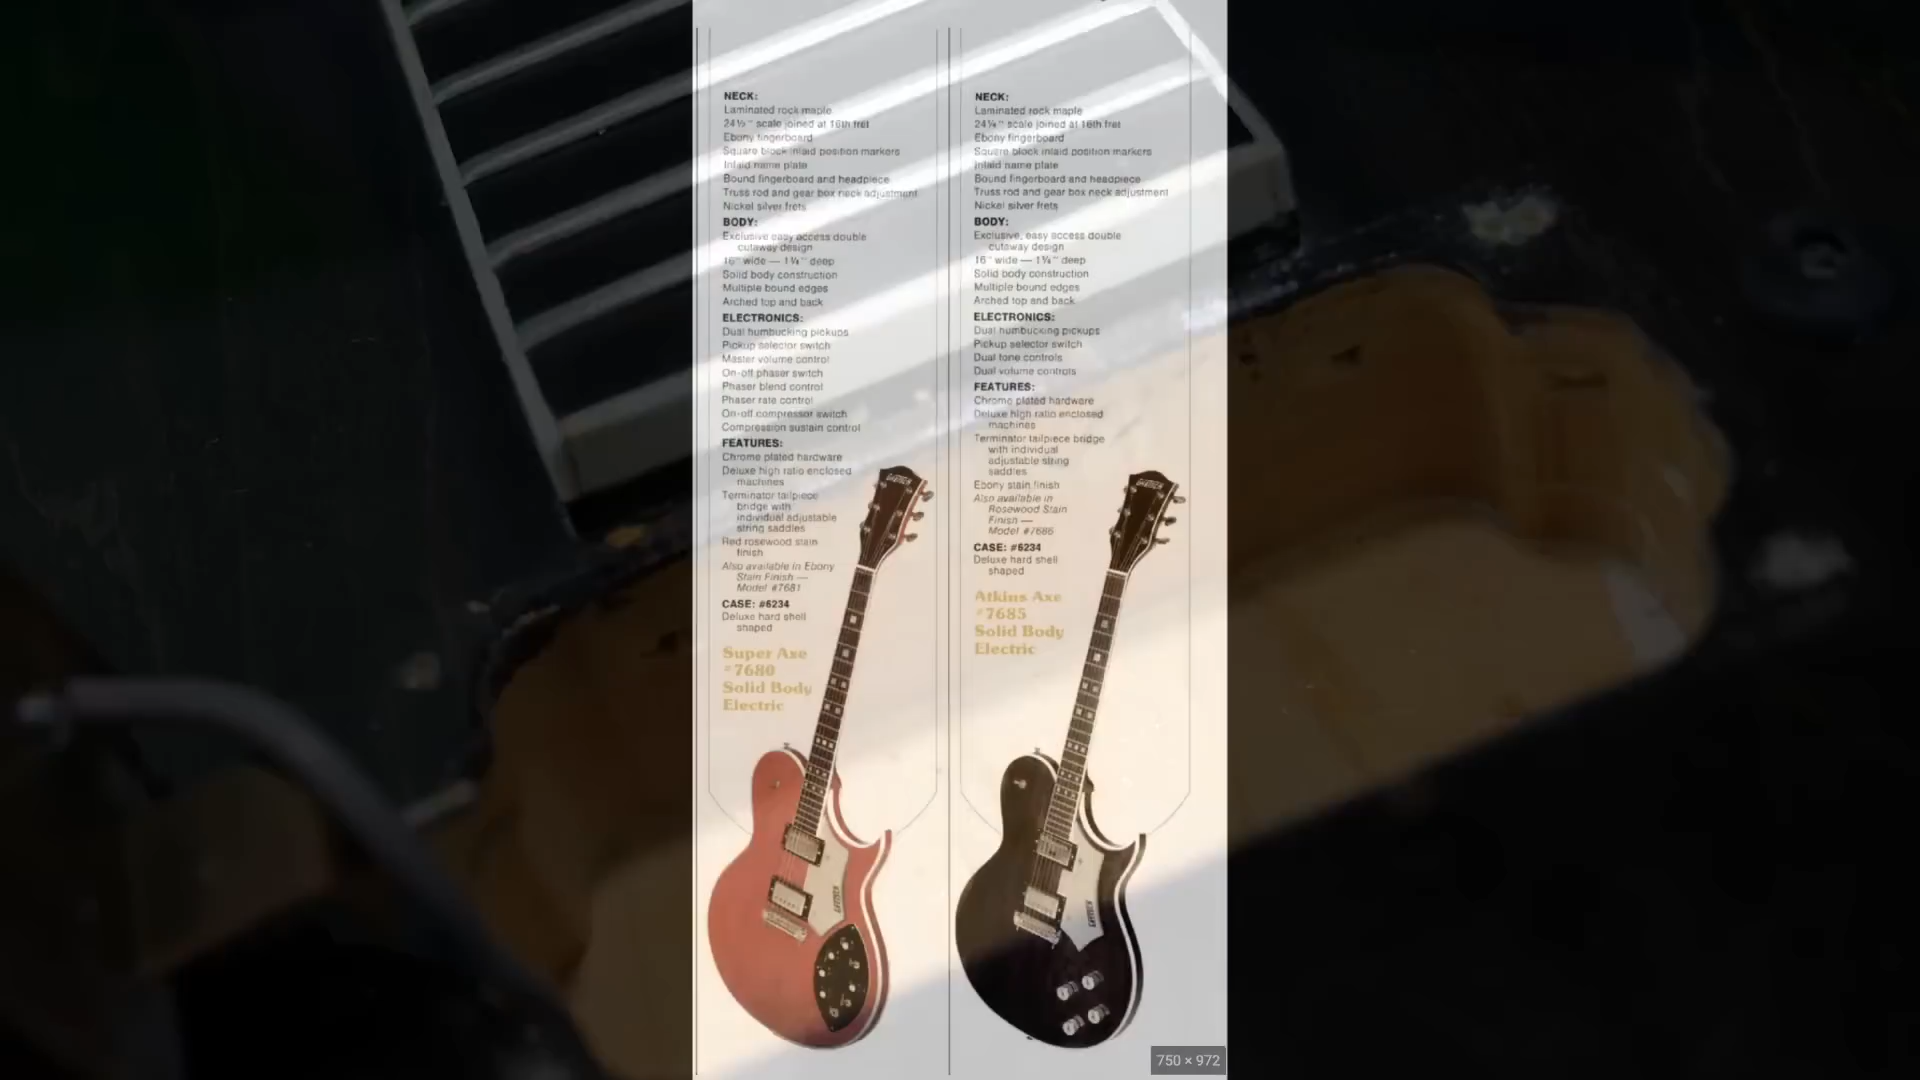 NECK:
Laminated rock maple
24½" scale joined at 16th fret
Ebony fingerboard
Square block inlaid position markers
Inlaid name plate
Bound fingerboard and headpiece
Truss rod and gear box neck adjustment
Nickel silver frets
BODY:
Exclusive easy access double
cutaway design
16" wide — 1¼" deep
Solid body construction
Multiple bound edges
Arched top and back
ELECTRONICS:
Dual humbucking pickups
Pickup selector switch
Master volume control
On-off phaser switch
Phaser blend control
Phaser rate control
On-off compressor switch
Compression sustain control
FEATURES:
Chrome plated hardware
Deluxe high ratio enclosed
machines
Terminator tailpiece
bridge with
individual adjustable
string saddles
Red rosewood stain
finish
Also available in Ebony
Stain Finish —
Model #7681
CASE: #6234
Deluxe hard shell
shaped
Super Axe
#7680
Solid Body
Electric
GRETSCH
GRETSCH
NECK:
Laminated rock maple
24¼" scale joined at 16th fret
Ebony fingerboard
Square block inlaid position markers
Inlaid name plate
Bound fingerboard and headpiece
Truss rod and gear box neck adjustment
Nickel silver frets
BODY:
Exclusive, easy access double
cutaway design
16" wide — 1¼" deep
Solid body construction
Multiple bound edges
Arched top and back
ELECTRONICS:
Dual humbucking pickups
Pickup selector switch
Dual tone controls
Dual volume controls
FEATURES:
Chrome plated hardware
Deluxe high ratio enclosed
machines
Terminator tailpiece bridge
with individual
adjustable string
saddles
Ebony stain finish
Also available in
Rosewood Stain
Finish —
Model #7686
CASE: #6234
Deluxe hard shell
shaped
Atkins Axe
#7685
Solid Body
Electric
GRETSCH
GRETSCH
750 × 972